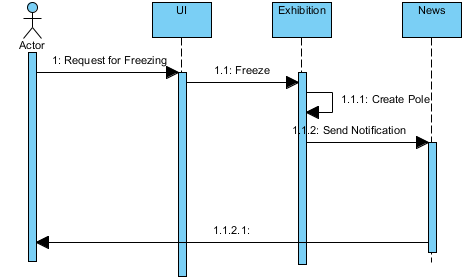 UI
Exhibition
News
Actor
1: Request for Freezing
1.1: Freeze
1.1.1: Create Pole
1.1.2: Send Notification
1.1.2.1: